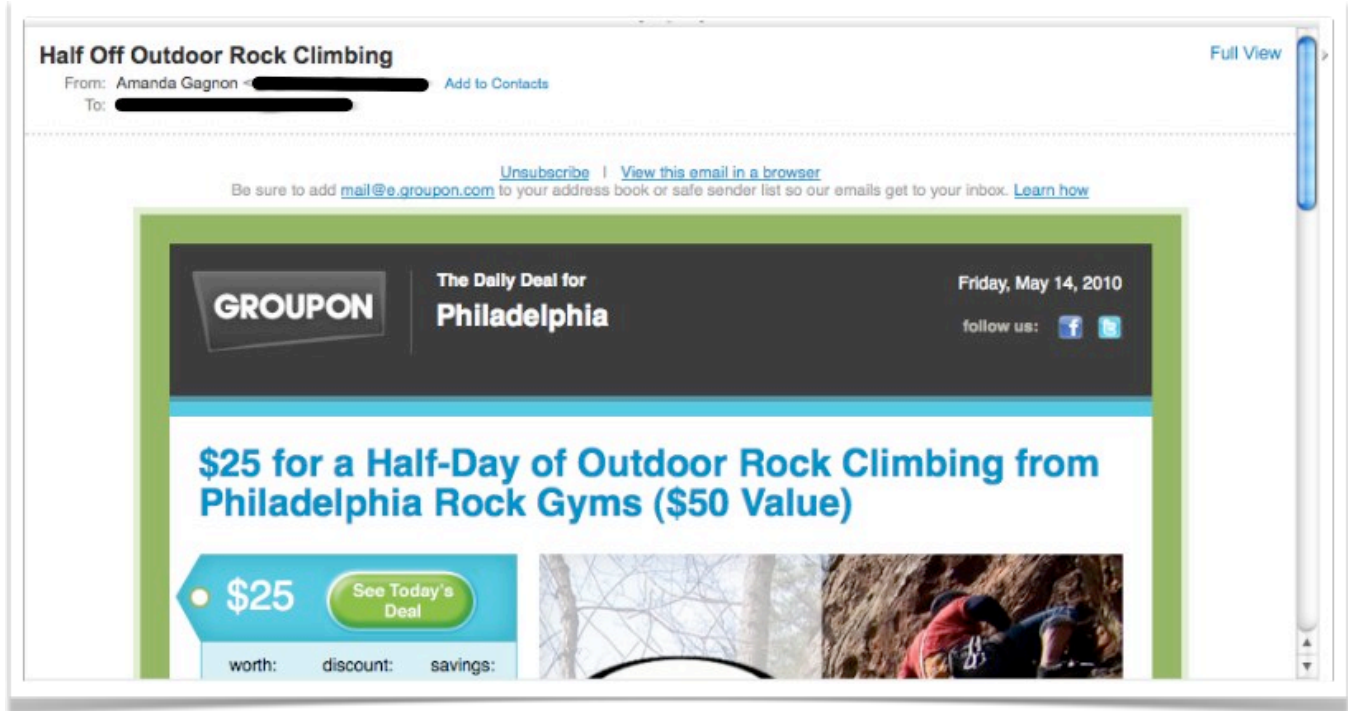 Half Off Outdoor Rock Climbing
Full View
From: Amanda Gagnon < Add to Contacts
To:
Unsubscribe | View this email in a browser
Be sure to add mail@e.groupon.com to your address book or safe sender list so our emails get to your inbox. Learn how
GROUPON
The Daily Deal for
Philadelphia
Friday, May 14, 2010
follow us:
$25 for a Half-Day of Outdoor Rock Climbing from
Philadelphia Rock Gyms ($50 Value)
$25
See Today's
Deal
worth: discount: savings: